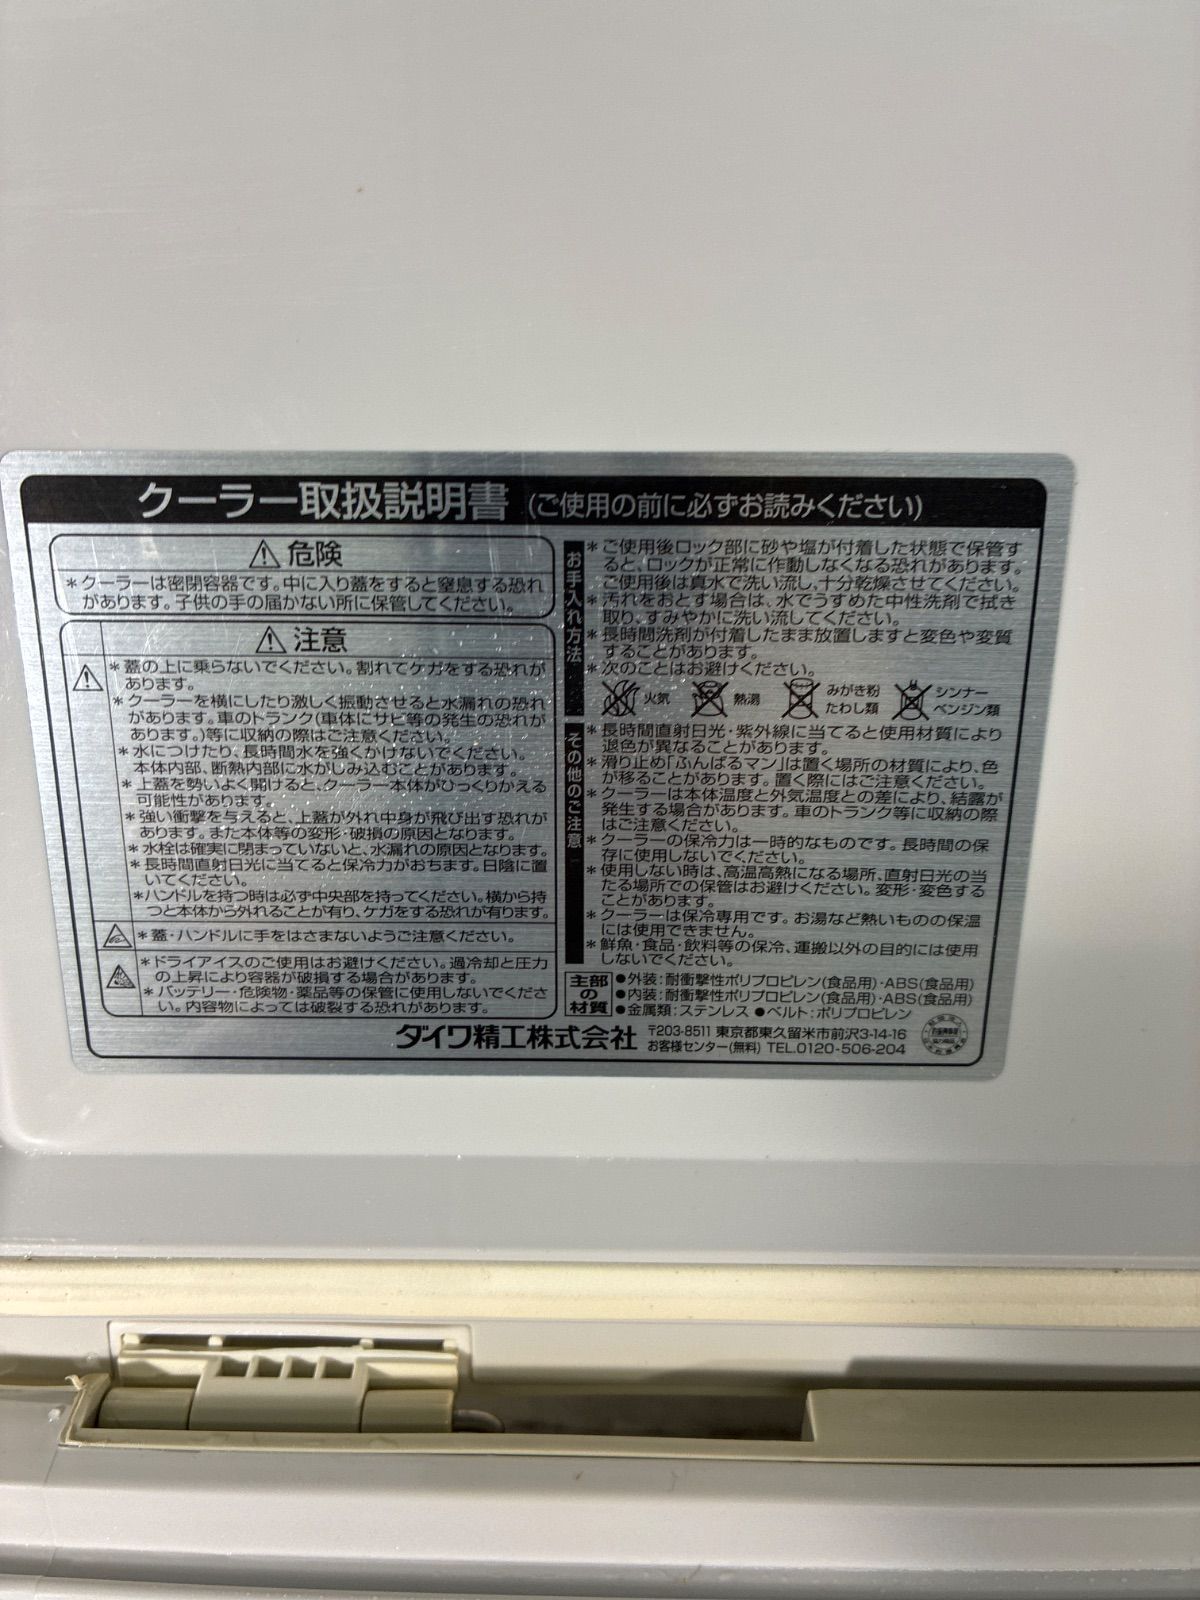 クーラー取扱説明書 (ご使用の前に必ずお読みください)
危険
*クーラーは密閉容器です。中に入り蓋をすると窒息する恐れ
があります。子供の手の届かない所に保管してください。
注意
*蓋の上に乗らないでください。割れてケガをする恐れが
あります。
*クーラーを横にしたり激しく振動させると水漏れの恐れ
があります。車のトランク(車体にサビ等の発生の恐れが
あります。)等に収納の際はご注意ください。
*水につけたり、長時間水を強くかけないでください。
本体内部、断熱内部に水がしみ込むことがあります。
*上蓋を勢いよく開けると、クーラー本体がひっくりかえる
可能性があります。
*強い衝撃を与えると、上蓋が外れ中身が飛び出す恐れが
あります。また本体等の変形・破損の原因となります。
*水栓は確実に閉まっていないと、水漏れの原因となります。
*長時間直射日光に当てると保冷力がおちます。日陰に置
いてください。
*ハンドルを持つ時は必ず中央部を持ってください。横から持
つと本体から外れることが有り、ケガをする恐れが有ります。
*蓋・ハンドルに手をはさまないようご注意ください。
*ドライアイスのご使用はお避けください。過冷却と圧力
の上昇により容器が破損する場合があります。
*バッテリー・危険物・薬品等の保管に使用しないでくださ
い。内容物によっては破裂する恐れがあります。
お手入れ方法
*ご使用後ロック部に砂や塩が付着した状態で保管す
ると、ロックが正常に作動しなくなる恐れがあります。
ご使用後は真水で洗い流し、十分乾燥させてください。
*汚れをおとす場合は、水でうすめた中性洗剤で拭き
取り、すみやかに洗い流してください。
*長時間洗剤が付着したまま放置しますと変色や変質
することがあります。
*次のことはお避けください。
火気 熱湯 みがき粉 たわし類 シンナー ベンジン類
その他のご注意
*長時間直射日光・紫外線に当てると使用材質により
退色が異なることがあります。
*滑り止め「ふんばるマン」は置く場所の材質により、色
が移ることがあります。置く際にはご注意ください。
*クーラーは本体温度と外気温度との差により、結露が
発生する場合があります。車のトランク等に収納の際
はご注意ください。
*クーラーの保冷力は一時的なものです。長時間の保
存に使用しないでください。
*使用しない時は、高温高熱になる場所、直射日光の当
たる場所での保管はお避けください。変形・変色する
ことがあります。
*クーラーは保冷専用です。お湯など熱いものの保温
には使用できません。
*鮮魚・食品・飲料等の保冷、運搬以外の目的には使用
しないでください。
主部の材質
●外装:耐衝撃性ポリプロピレン(食品用)・ABS(食品用)
●内装:耐衝撃性ポリプロピレン(食品用)・ABS(食品用)
●金属類:ステンレス ●ベルト:ポリプロピレン
ダイワ精工株式会社 〒203-8511 東京都東久留米市前沢3-14-16
お客様センター(無料) TEL.0120-506-204